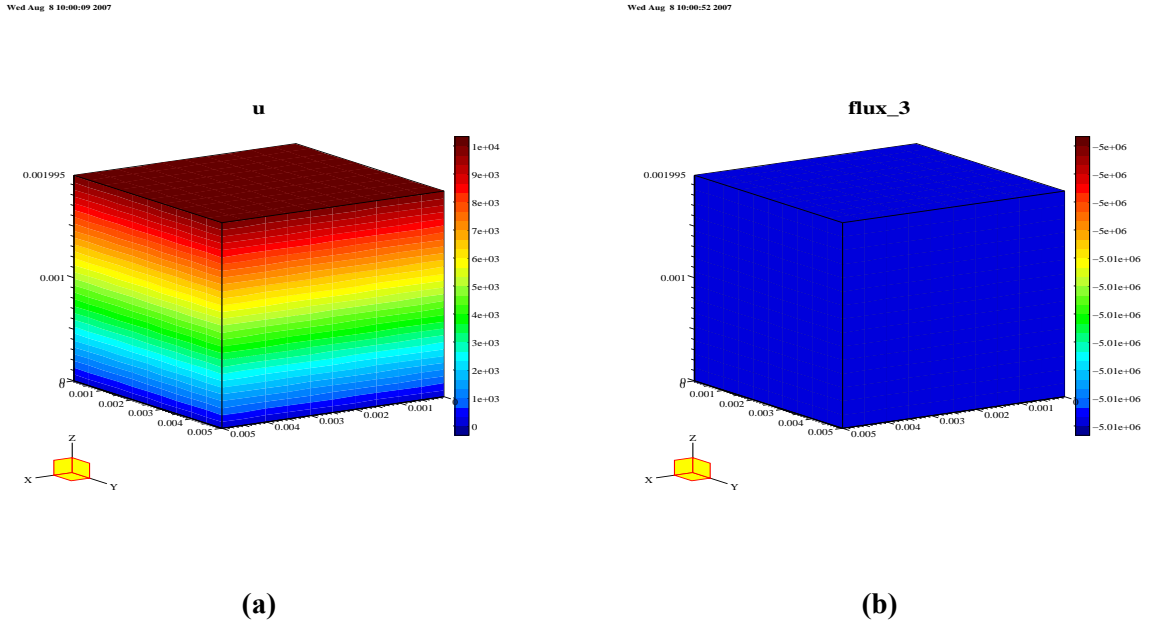 Wed Aug 8 10:00:09 2007
u
0.001995
0.001
0
0
0.001
0.002
0.003
0.004
0.005
0.005
0.004
0.003
0.002
0.001
0
1e+04
9e+03
8e+03
7e+03
6e+03
5e+03
4e+03
3e+03
2e+03
1e+03
0
Z
X
Y
(a)
Wed Aug 8 10:00:52 2007
flux_3
0.001995
0.001
0
0
0.001
0.002
0.003
0.004
0.005
0.005
0.004
0.003
0.002
0.001
0
−5e+06
−5e+06
−5e+06
−5e+06
−5.01e+06
−5.01e+06
−5.01e+06
−5.01e+06
−5.01e+06
−5.01e+06
−5.01e+06
Z
X
Y
(b)